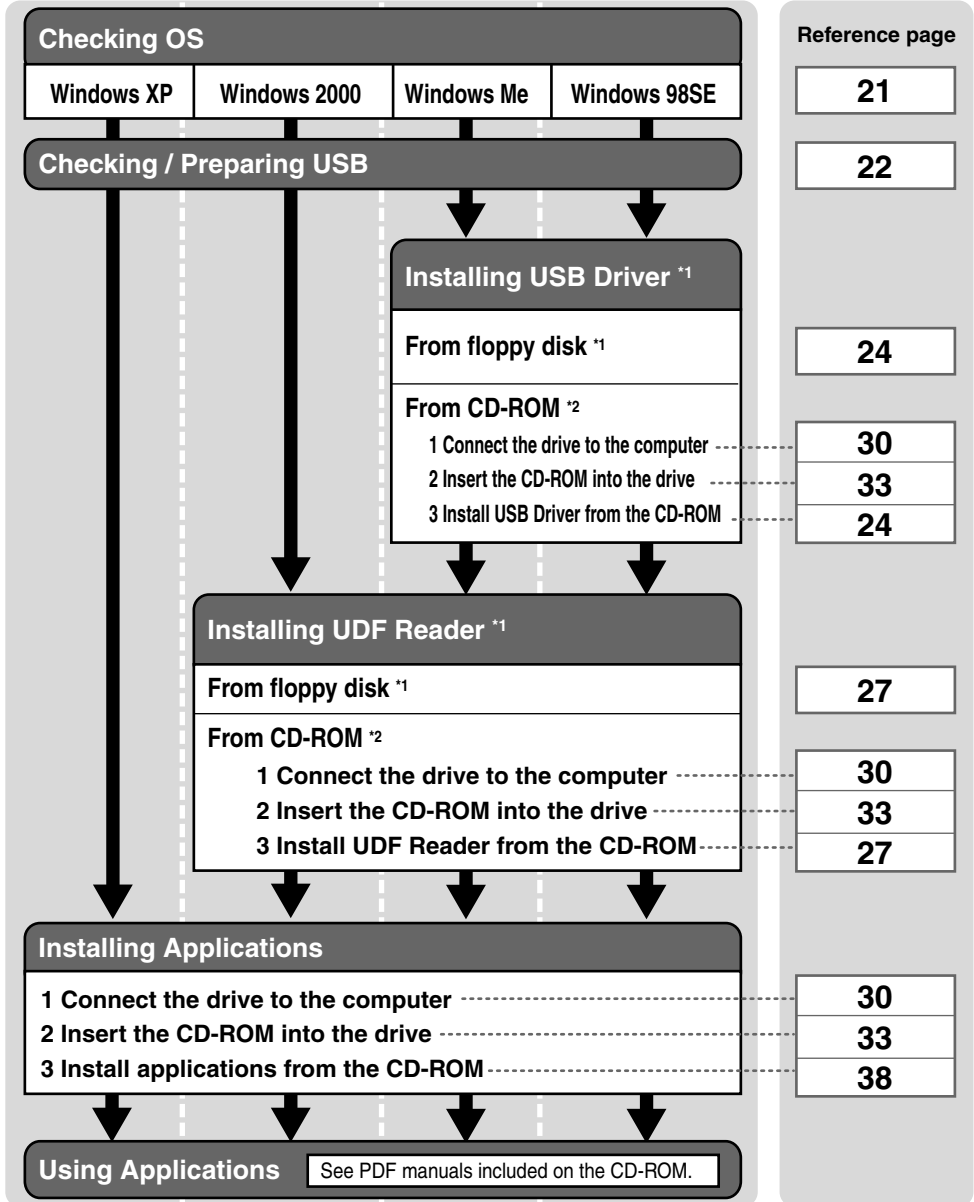 Checking OS
Reference page
Windows XP Windows 2000 Windows Me Windows 98SE 21
Checking / Preparing USB 22
Installing USB Driver *1
From floppy disk *1 24
From CD-ROM *2
1 Connect the drive to the computer 30
2 Insert the CD-ROM into the drive 33
3 Install USB Driver from the CD-ROM 24
Installing UDF Reader *1
From floppy disk *1 27
From CD-ROM *2
1 Connect the drive to the computer 30
2 Insert the CD-ROM into the drive 33
3 Install UDF Reader from the CD-ROM 27
Installing Applications
1 Connect the drive to the computer 30
2 Insert the CD-ROM into the drive 33
3 Install applications from the CD-ROM 38
Using Applications See PDF manuals included on the CD-ROM.